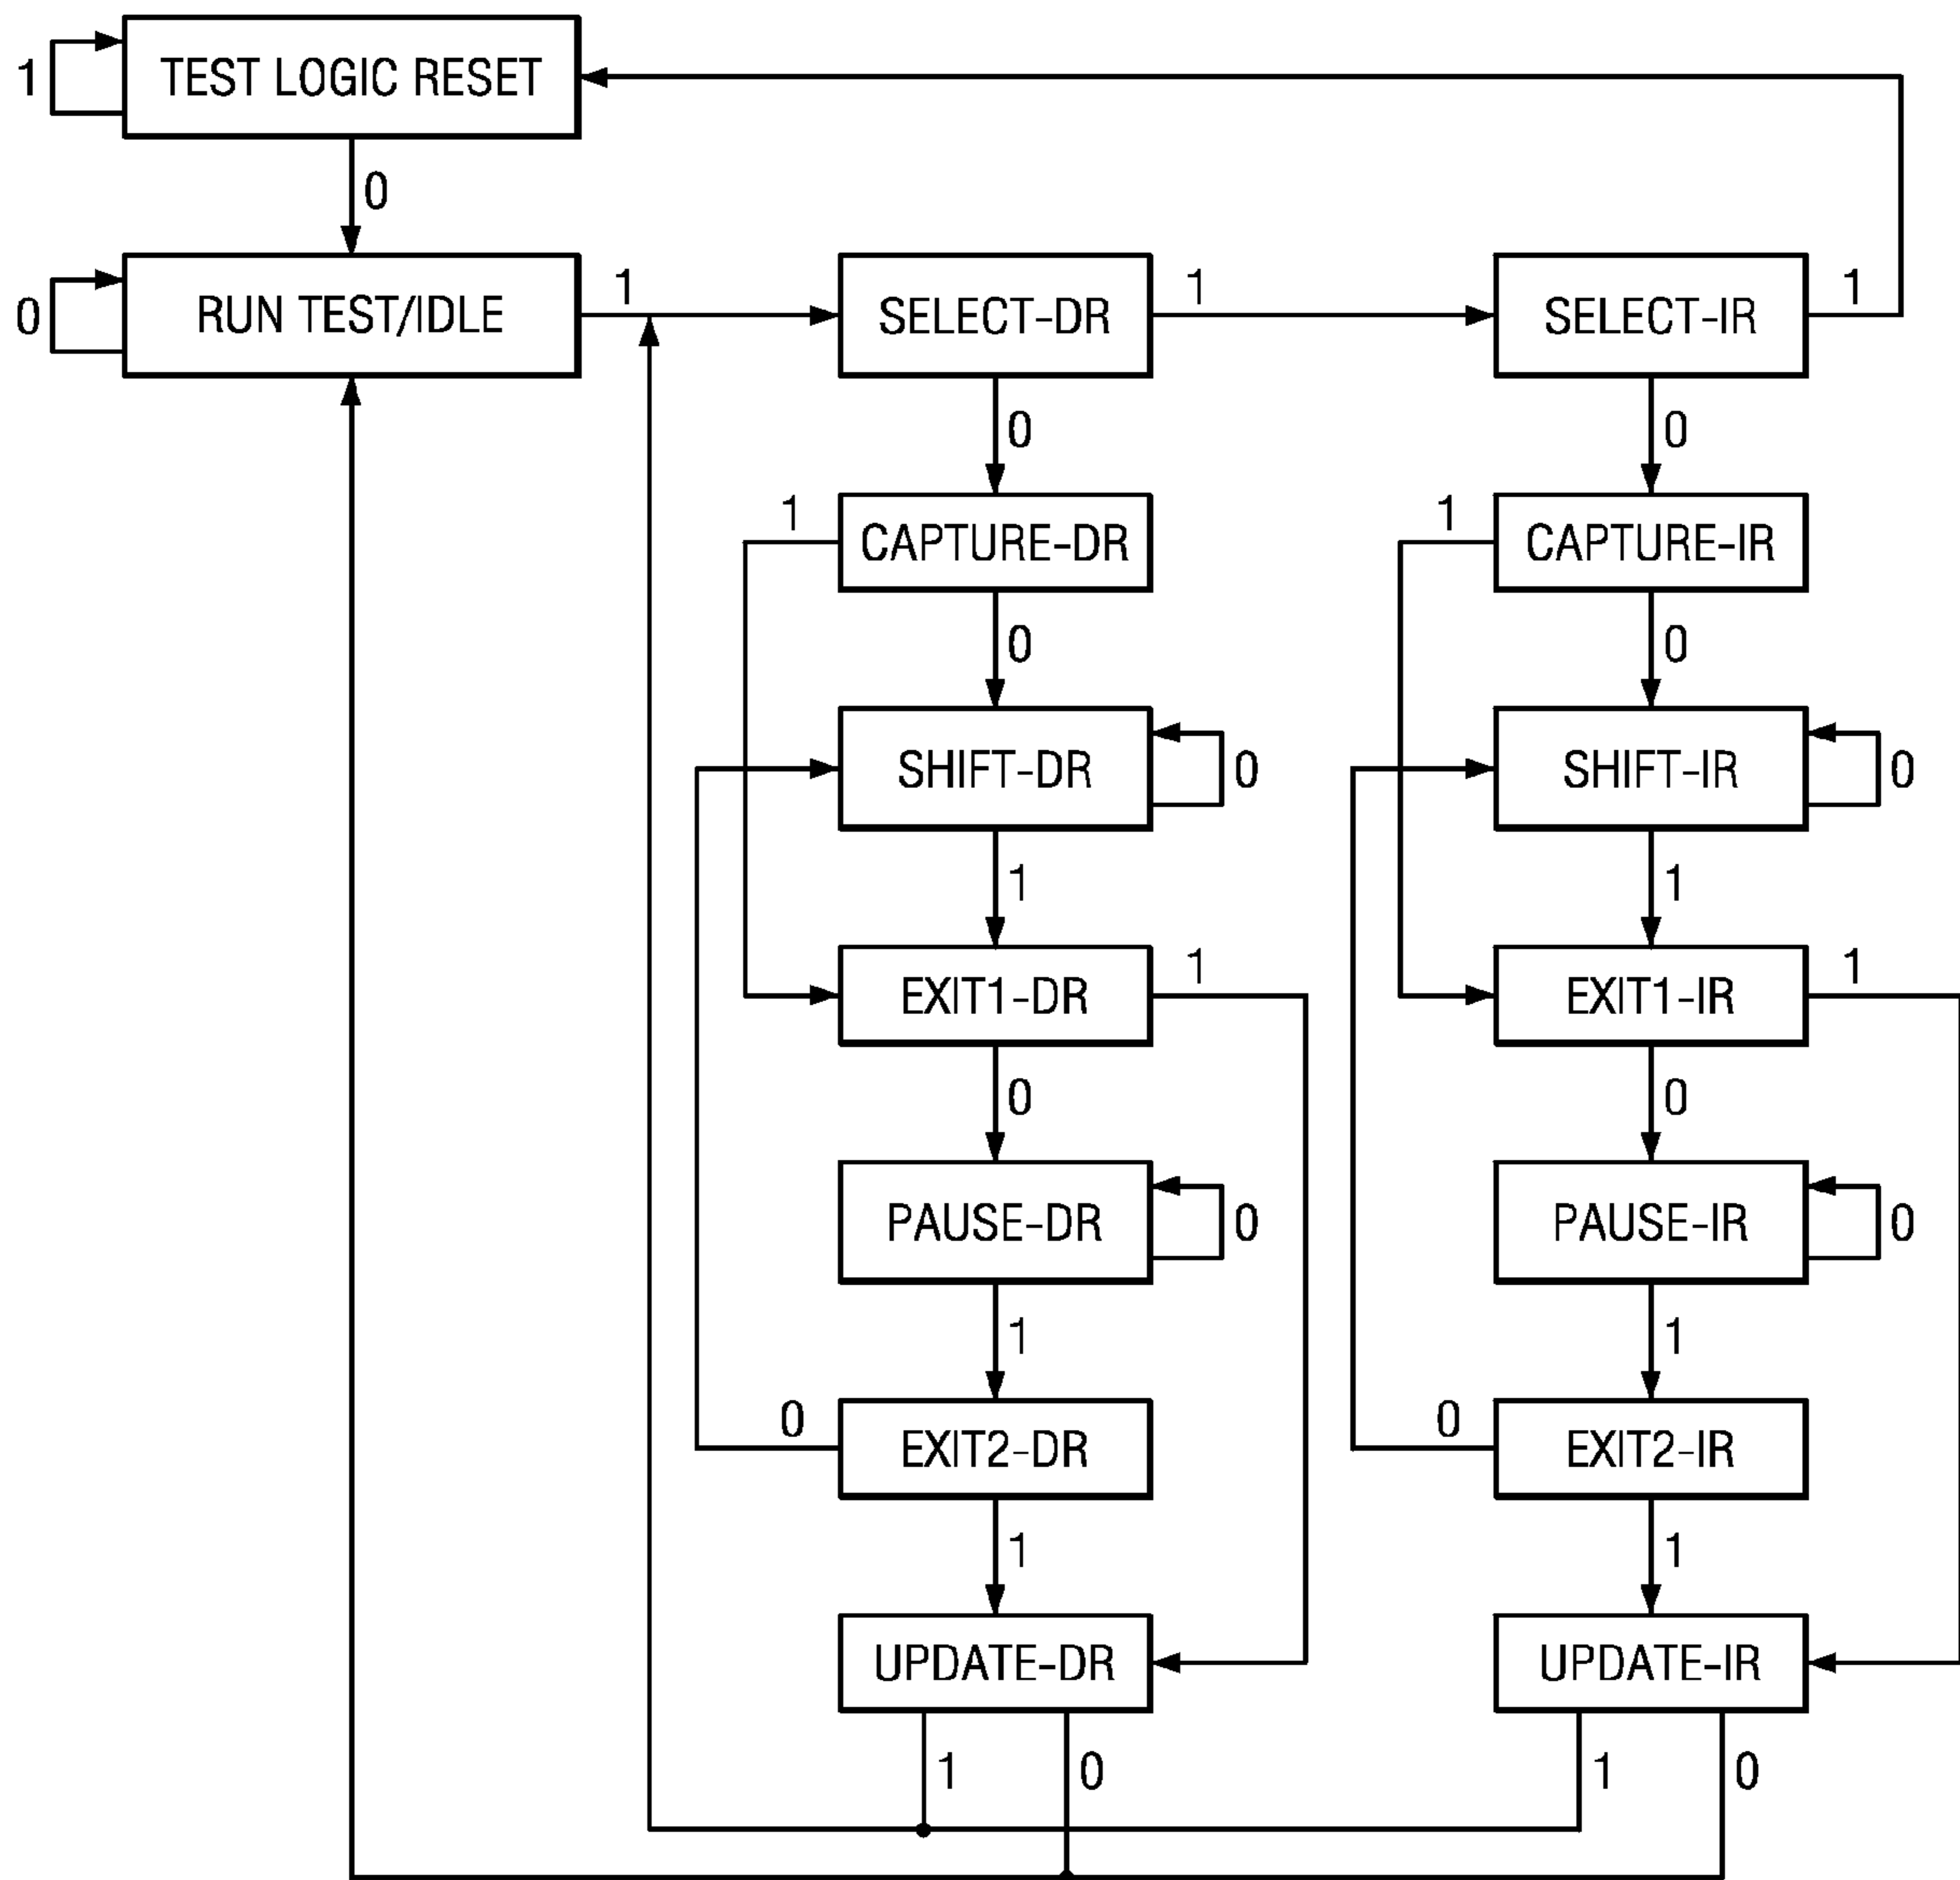 1
TEST LOGIC RESET
0
0
RUN TEST/IDLE
1
SELECT-DR
1
SELECT-IR
1
0
0
1
CAPTURE-DR
1
CAPTURE-IR
0
0
SHIFT-DR
0
SHIFT-IR
0
1
1
EXIT1-DR
1
EXIT1-IR
1
0
0
PAUSE-DR
0
PAUSE-IR
0
1
1
0
EXIT2-DR
0
EXIT2-IR
1
1
UPDATE-DR
UPDATE-IR
1
0
1
0